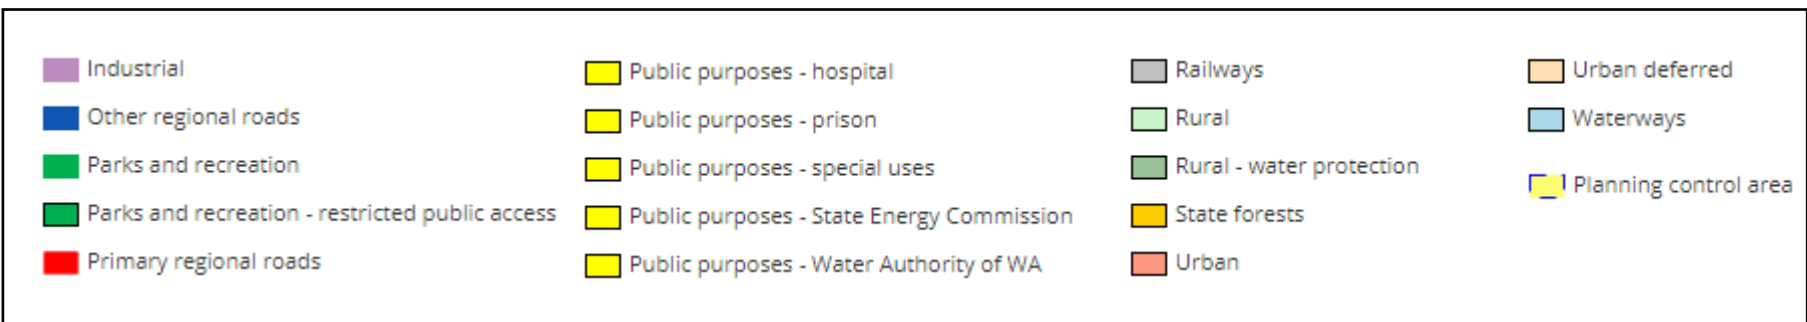 Industrial
Other regional roads
Parks and recreation
Parks and recreation - restricted public access
Primary regional roads
Public purposes - hospital
Public purposes - prison
Public purposes - special uses
Public purposes - State Energy Commission
Public purposes - Water Authority of WA
Railways
Rural
Rural - water protection
State forests
Urban
Urban deferred
Waterways
Planning control area